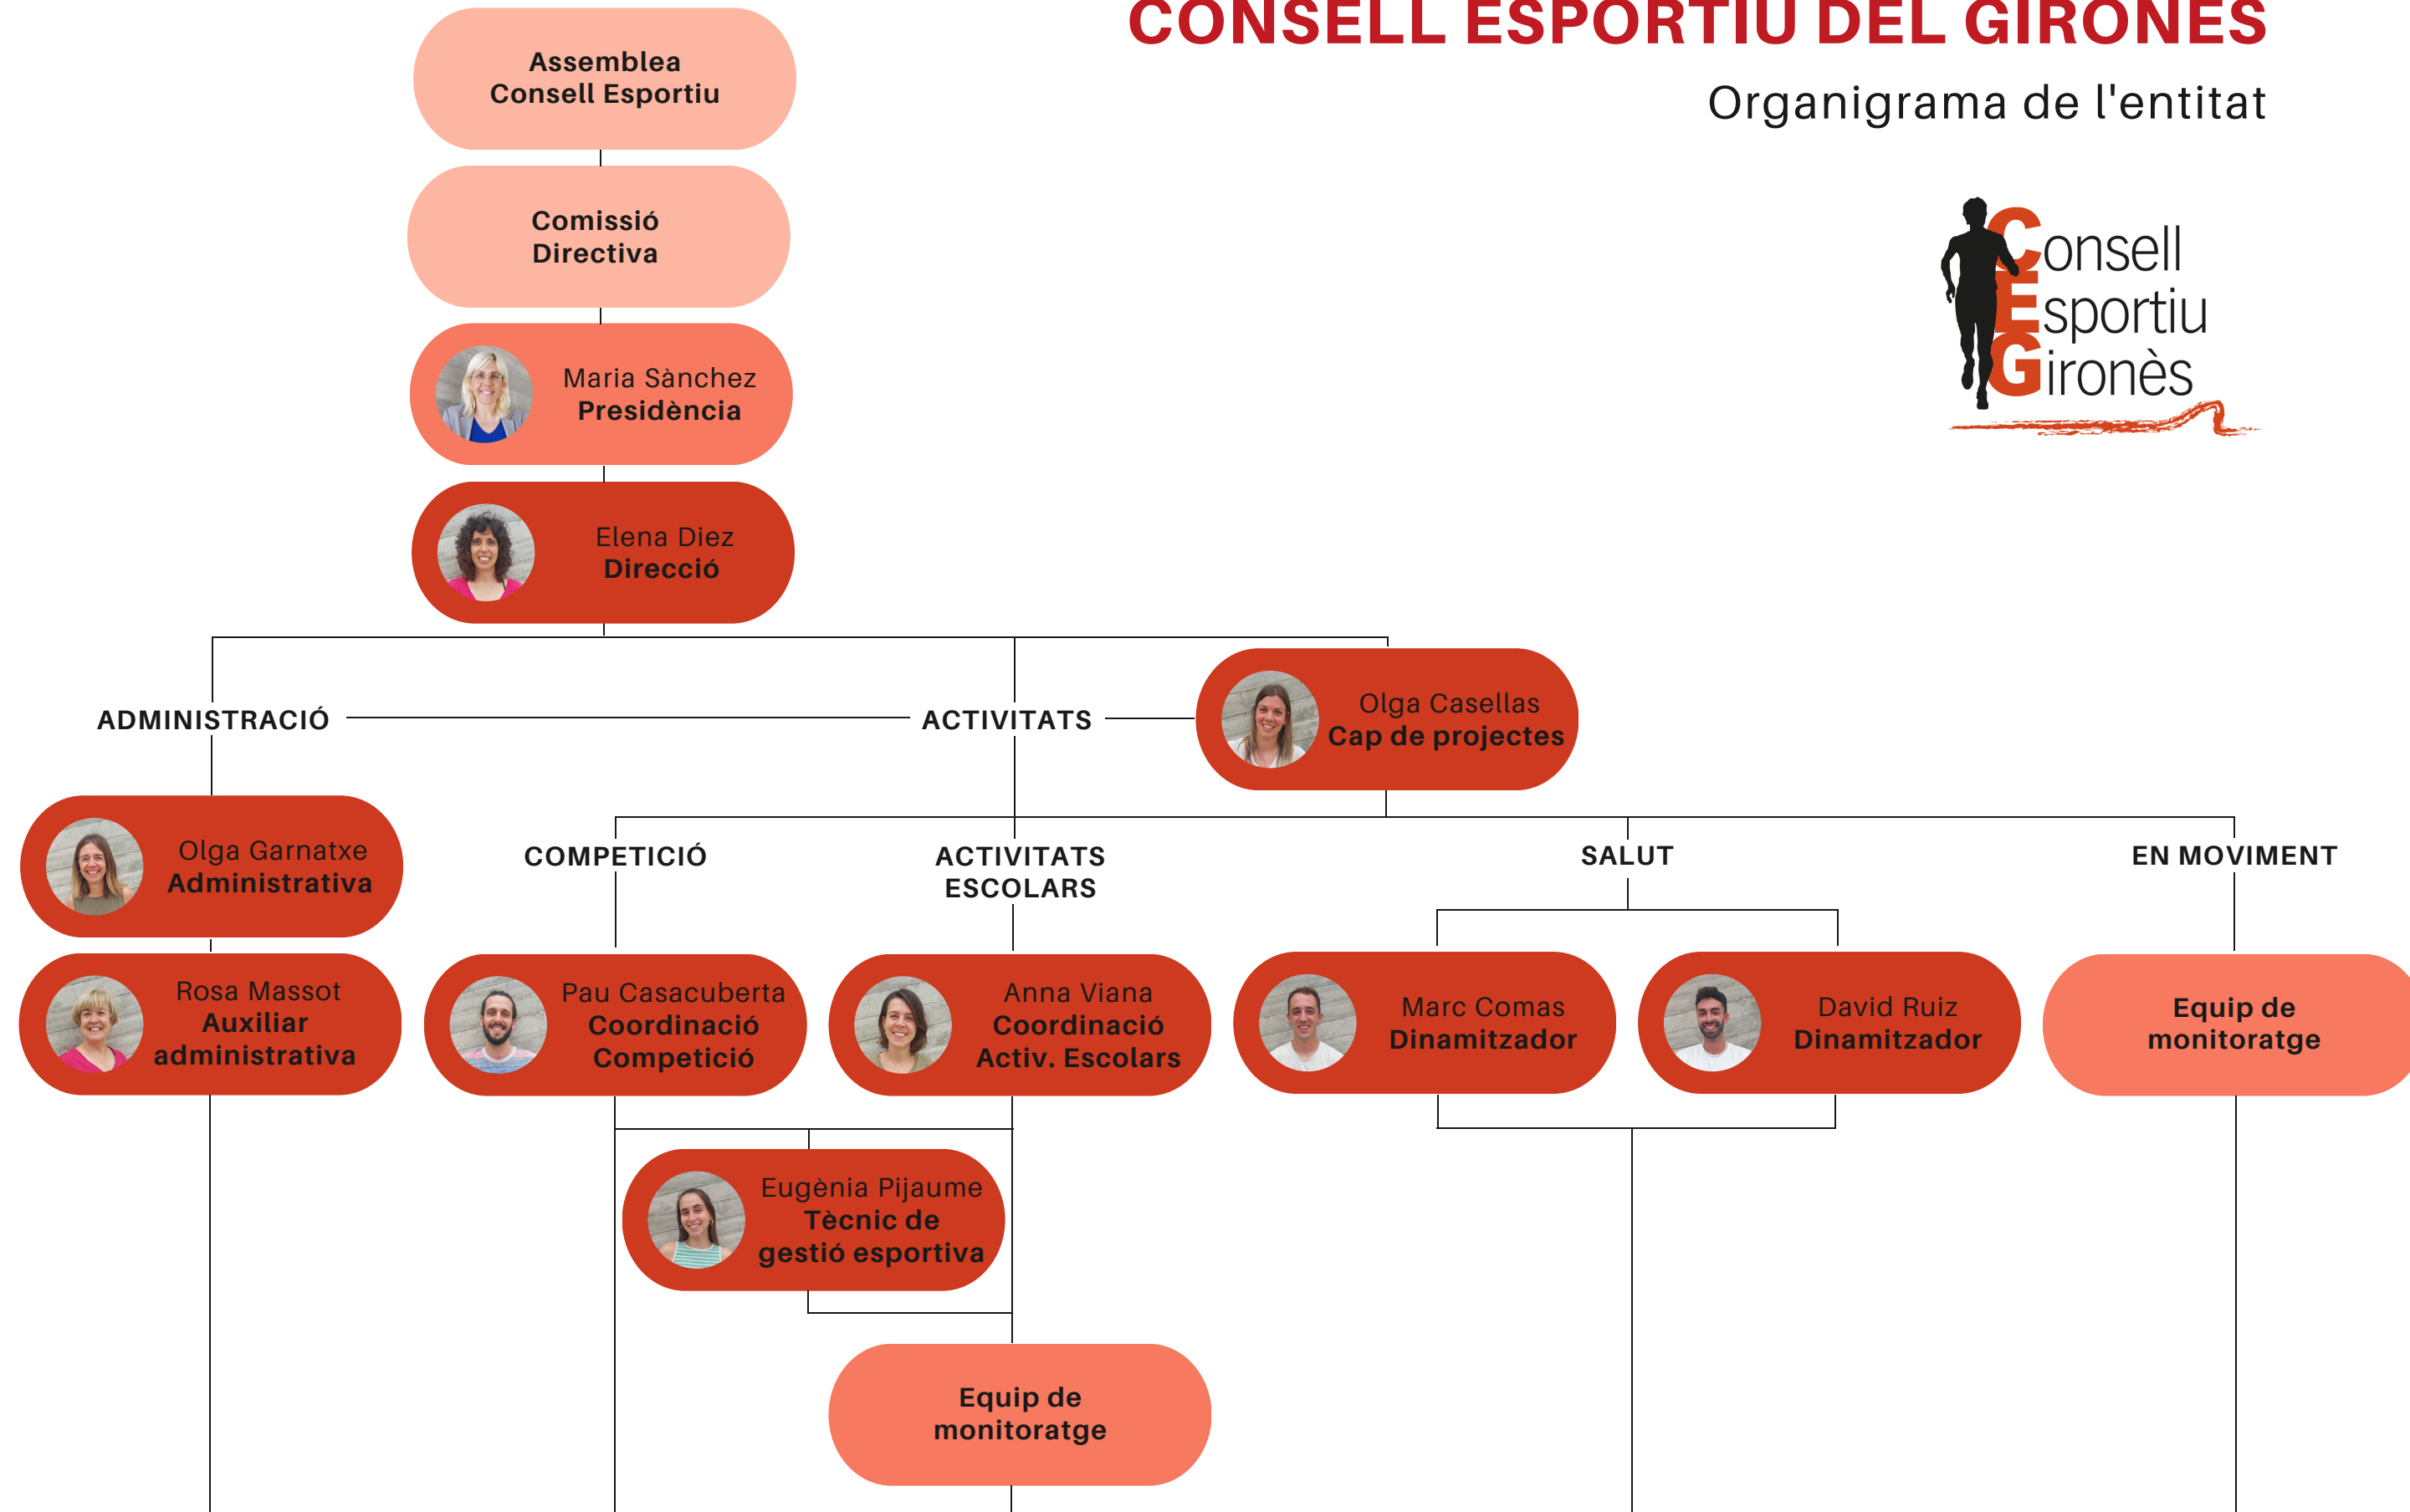 CONSELL ESPORTIU DEL GIRONÈS
Organigrama de l'entitat
Consell
Esportiu
Gironès
Assemblea
Consell Esportiu
Comissió
Directiva
Maria Sànchez
Presidència
Elena Diez
Direcció
ADMINISTRACIÓ
ACTIVITATS
Olga Casellas
Cap de projectes
Olga Garnatxe
Administrativa
COMPETICIÓ
ACTIVITATS
ESCOLARS
SALUT
EN MOVIMENT
Rosa Massot
Auxiliar
administrativa
Pau Casacuberta
Coordinació
Competició
Anna Viana
Coordinació
Activ. Escolars
Marc Comas
Dinamitzador
David Ruiz
Dinamitzador
Equip de
monitoratge
Eugènia Pijaume
Tècnic de
gestió esportiva
Equip de
monitoratge